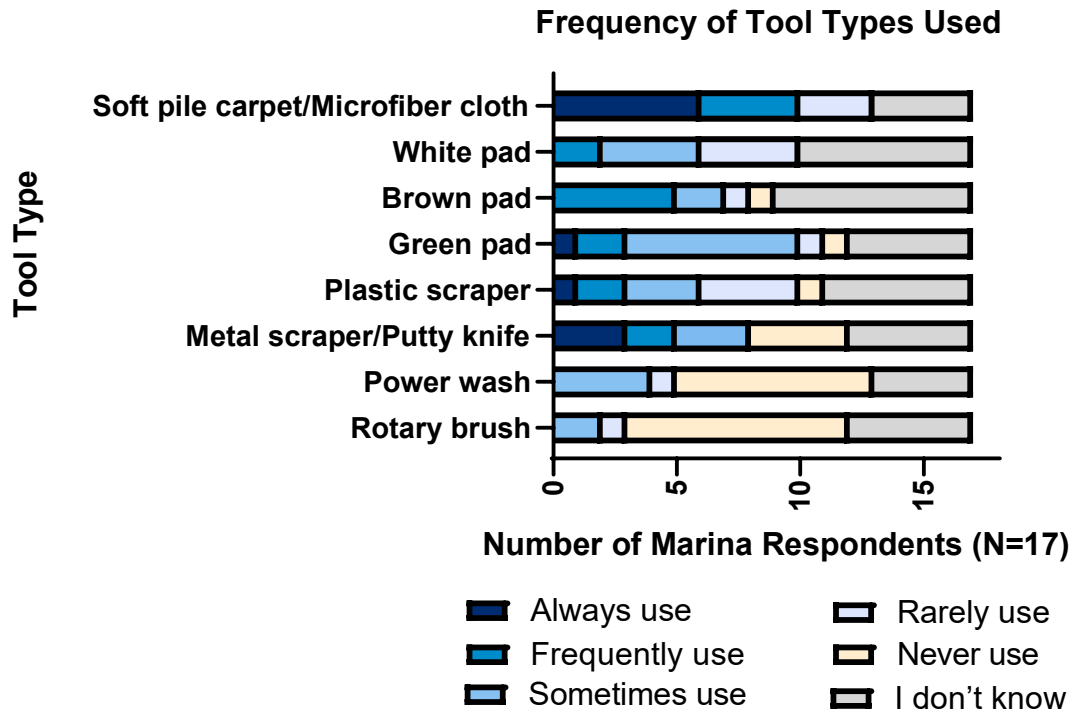 Frequency of Tool Types Used
Tool Type
Soft pile carpet/Microfiber cloth
White pad
Brown pad
Green pad
Plastic scraper
Metal scraper/Putty knife
Power wash
Rotary brush
0 5 10 15
Number of Marina Respondents (N=17)
Always use
Frequently use
Sometimes use
Rarely use
Never use
I don't know